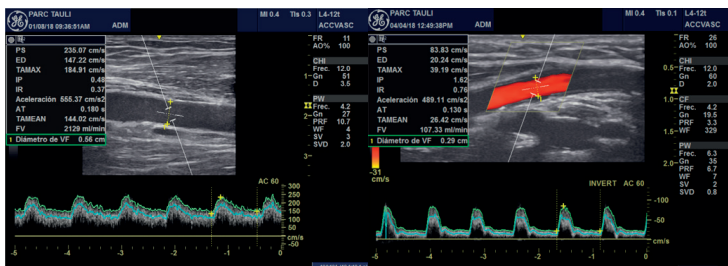 PARC TAULI
01/08/18 09:36:51AM ADM
MI 0.4 TIs 0.3 L4-12t
ACCVASC
PS 235.07 cm/s
ED 147.22 cm/s
TAMAX 184.91 cm/s
IP 0.48
IR 0.37
Aceleración 555.37 cm/s2
AT 0.180 s
TAMEAN 144.02 cm/s
FV 2129 ml/min
1 Diámetro de VF 0.56 cm
FR 11
AO% 100
CHI
Frec. 12.0
Gn 51
D 3.5
PW
Frec. 4.2
Gn 27
PRF 10.7
WF 4
SV 3
SVD 2.0
1-
2-
3-
AC 60
300
250
200
150
100
50
cm/s
-50
-5 -4 -3 -2 -1 0
PARC TAULI
04/04/18 12:49:38PM ADM
MI 0.4 TIs 0.1 L4-12t
ACCVASC
PS 83.83 cm/s
ED 20.24 cm/s
TAMAX 39.19 cm/s
IP 1.62
IR 0.76
Aceleración 489.11 cm/s2
AT 0.130 s
TAMEAN 26.42 cm/s
FV 107.33 ml/min
1 Diámetro de VF 0.29 cm
FR 26
AO% 100
CHI
Frec. 12.0
Gn 60
D 2.0
CF
Frec. 4.2
Gn 19.5
PRF 3.3
WF 329
PW
Frec. 6.3
Gn 35
PRF 6.7
WF 7
SV 2
SVD 0.8
-31
cm/s
INVERT AC 60
-100
-50
cm/s
-5 -4 -3 -2 -1 0